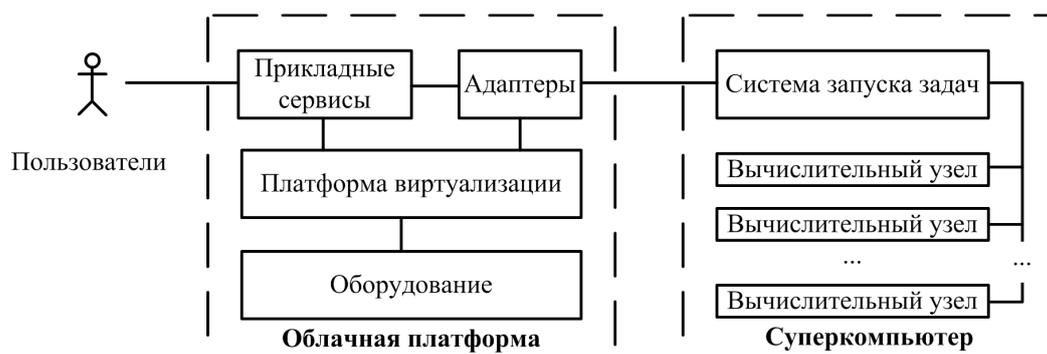 Пользователи
Прикладные
сервисы
Адаптеры
Платформа виртуализации
Оборудование
Облачная платформа
Система запуска задач
Вычислительный узел
Вычислительный узел
...
...
Вычислительный узел
Суперкомпьютер